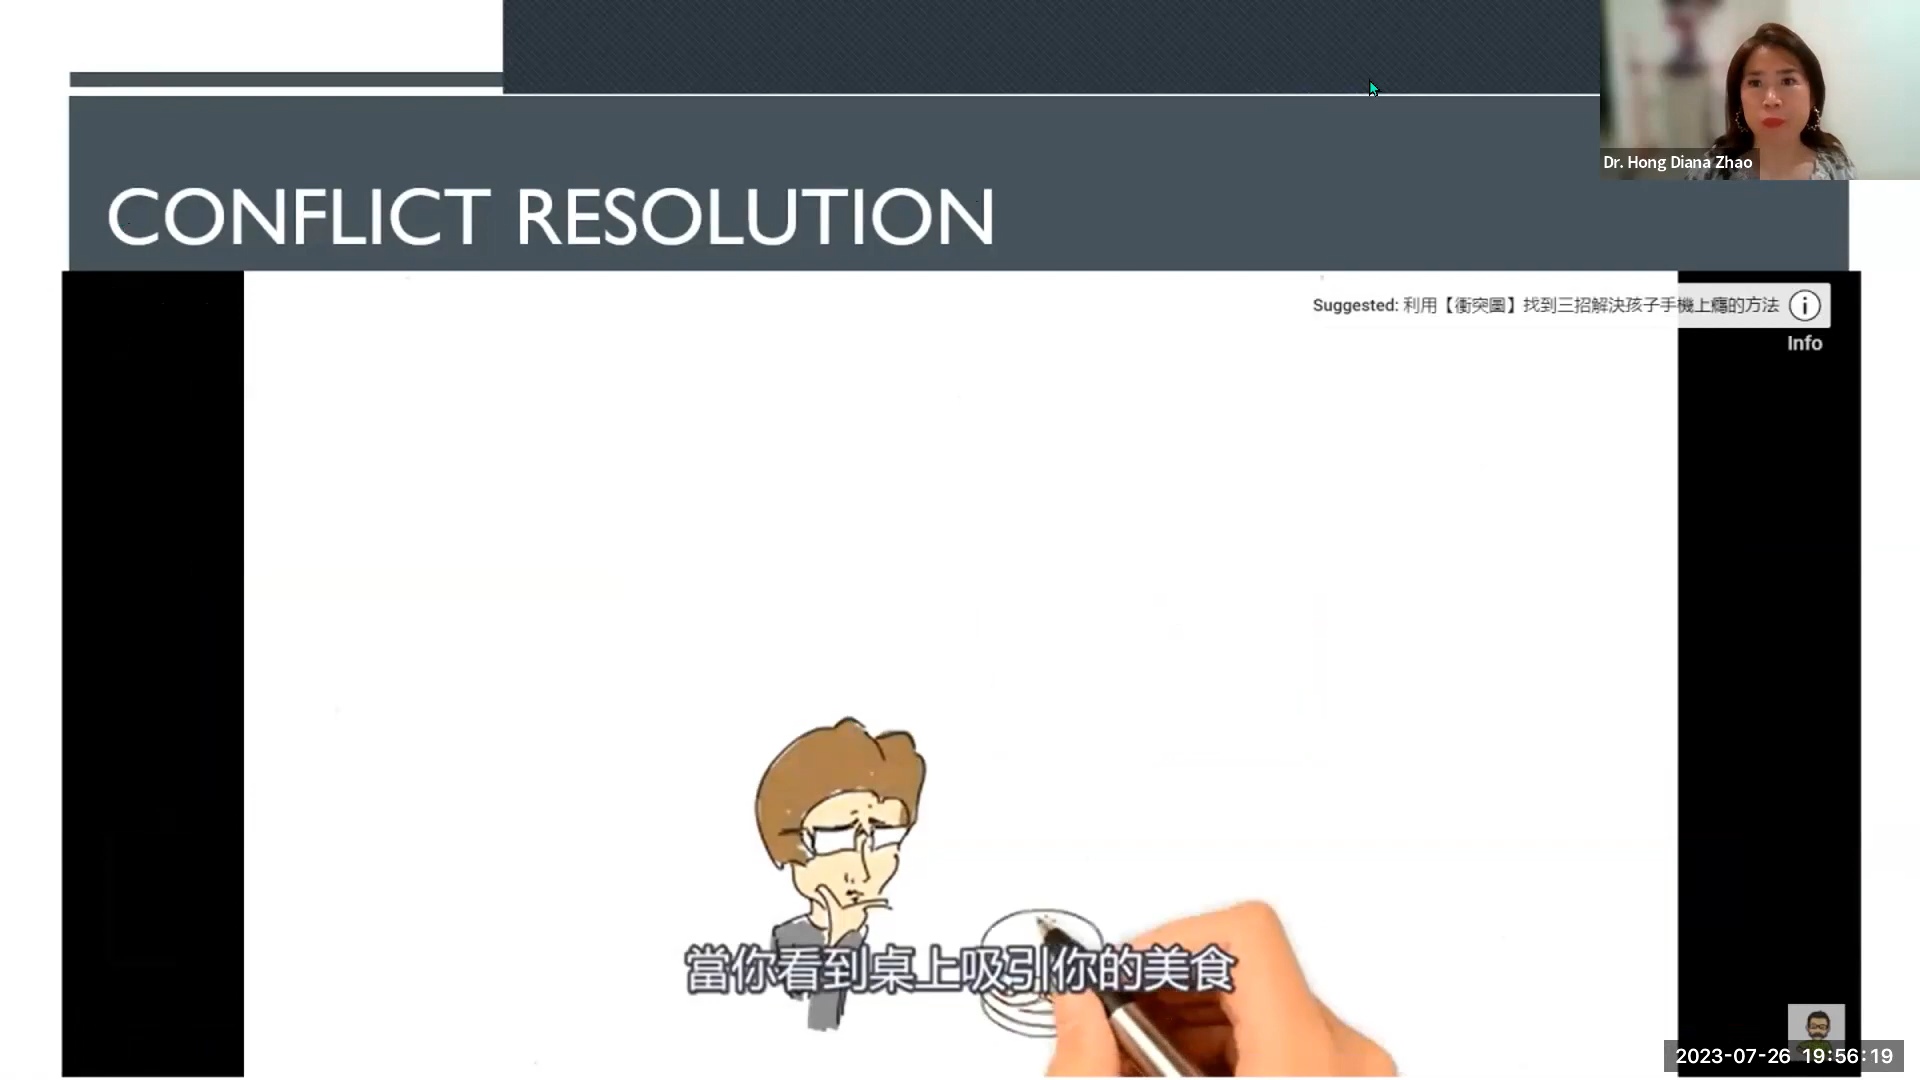 Dr. Hong Diana Zhao
CONFLICT RESOLUTION
Suggested: 利用【衝突圖】找到三招解決孩子手機上癮的方法
Info
當你看到桌上吸引你的美食
2023-07-26 19:56:19